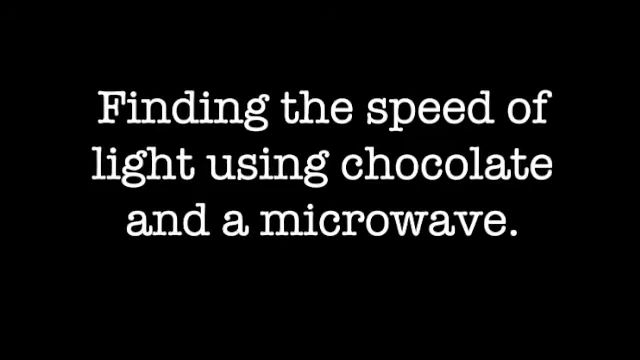 Finding the speed of
light using chocolate
and a microwave.